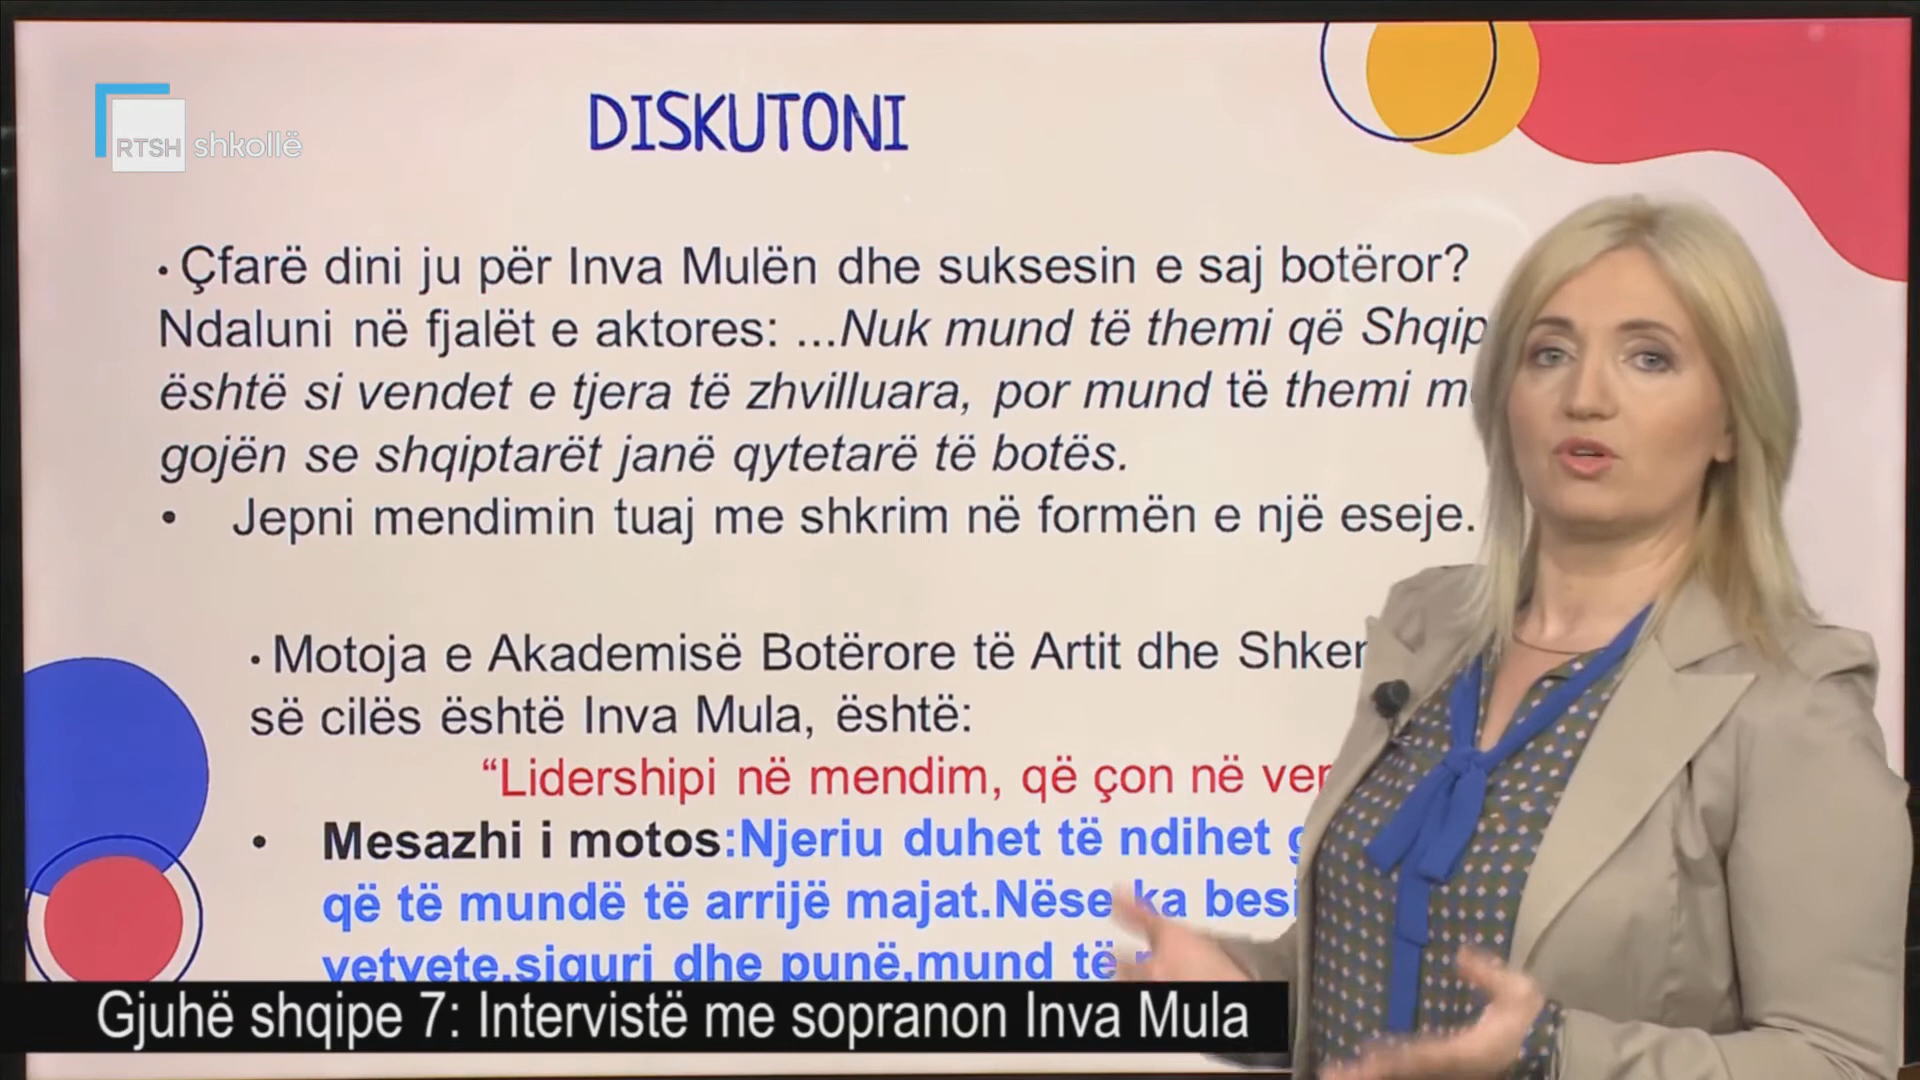 RTSH shkollë
DISKUTONI
• Çfarë dini ju për Inva Mulën dhe suksesin e saj botëror?
Ndaluni në fjalët e aktores: ...Nuk mund të themi që
është si vendet e tjera të zhvilluara, por mund të themi
gojën se shqiptarët janë qytetarë të botës.
• Jepni mendimin tuaj me shkrim në formën e një eseje.
• Motoja e Akademisë Botërore të Artit dhe
së cilës është Inva Mula, është:
“Lidershipi në mendim, që çon në
• Mesazhi i motos:Njeriu duhet të ndihet
që të mundë të arrijë majat.Nëse ka
vetvete,siguri dhe punë,mund të
Gjuhë shqipe 7: Intervistë me sopranon Inva Mula